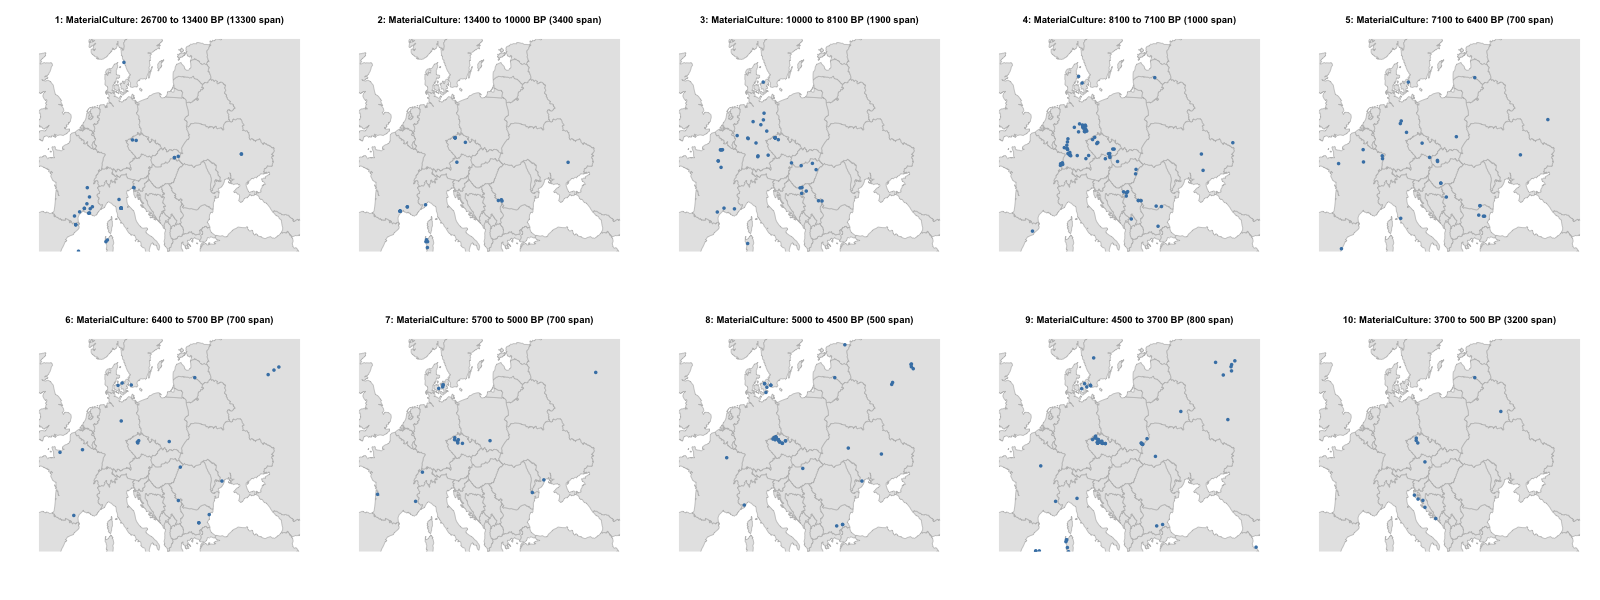 1: MaterialCulture: 26700 to 13400 BP (13300 span)
2: MaterialCulture: 13400 to 10000 BP (3400 span)
3: MaterialCulture: 10000 to 8100 BP (1900 span)
4: MaterialCulture: 8100 to 7100 BP (1000 span)
5: MaterialCulture: 7100 to 6400 BP (700 span)
6: MaterialCulture: 6400 to 5700 BP (700 span)
7: MaterialCulture: 5700 to 5000 BP (700 span)
8: MaterialCulture: 5000 to 4500 BP (500 span)
9: MaterialCulture: 4500 to 3700 BP (800 span)
10: MaterialCulture: 3700 to 500 BP (3200 span)